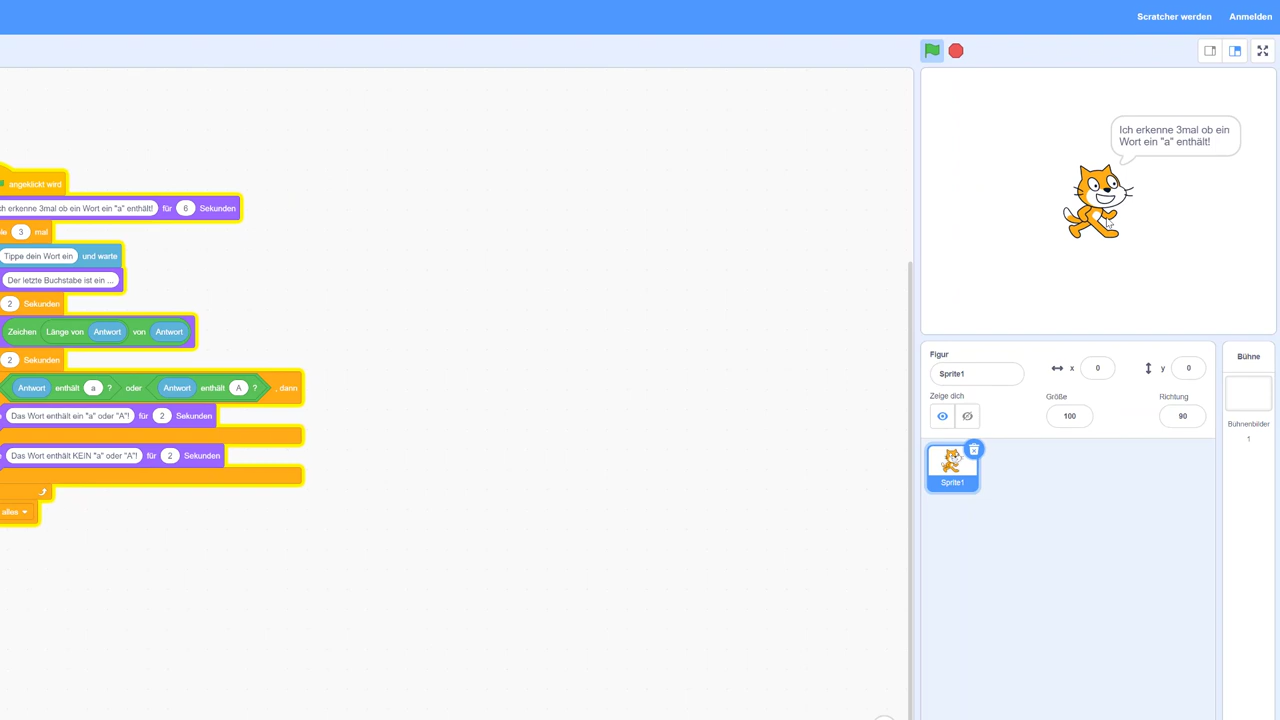 Scratcher werden Anmelden
Ich erkenne 3mal ob ein
Wort ein "a" enthält!
angeklickt wird
ch erkenne 3mal ob ein Wort ein "a" enthält! für 6 Sekunden
le 3 mal
Tippe dein Wort ein und warte
Der letzte Buchstabe ist ein ...
2 Sekunden
Zeichen Länge von Antwort von Antwort
2 Sekunden
Antwort enthält a ? oder Antwort enthält A ? , dann
Das Wort enthält ein "a" oder "A"! für 2 Sekunden
Das Wort enthält KEIN "a" oder "A"! für 2 Sekunden
alles
Figur
Sprite1
x 0
y 0
Zeige dich
Größe
100
Richtung
90
Sprite1
Bühne
Bühnenbilder
1